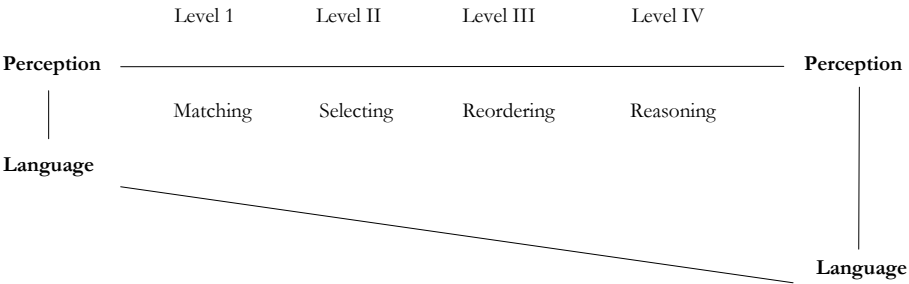 Level 1 Level II Level III Level IV
Perception Perception
Matching Selecting Reordering Reasoning
Language
Language